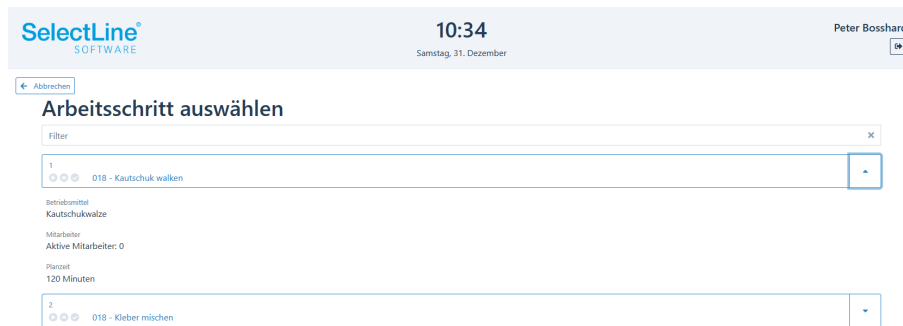 SelectLine®
SOFTWARE
10:34
Samstag, 31. Dezember
Peter Bosshard
Abbrechen
Arbeitsschritt auswählen
Filter
1
018 - Kautschuk walken
Betriebsmittel
Kautschukwalze
Mitarbeiter
Aktive Mitarbeiter: 0
Planzeit
120 Minuten
2
018 - Kleber mischen